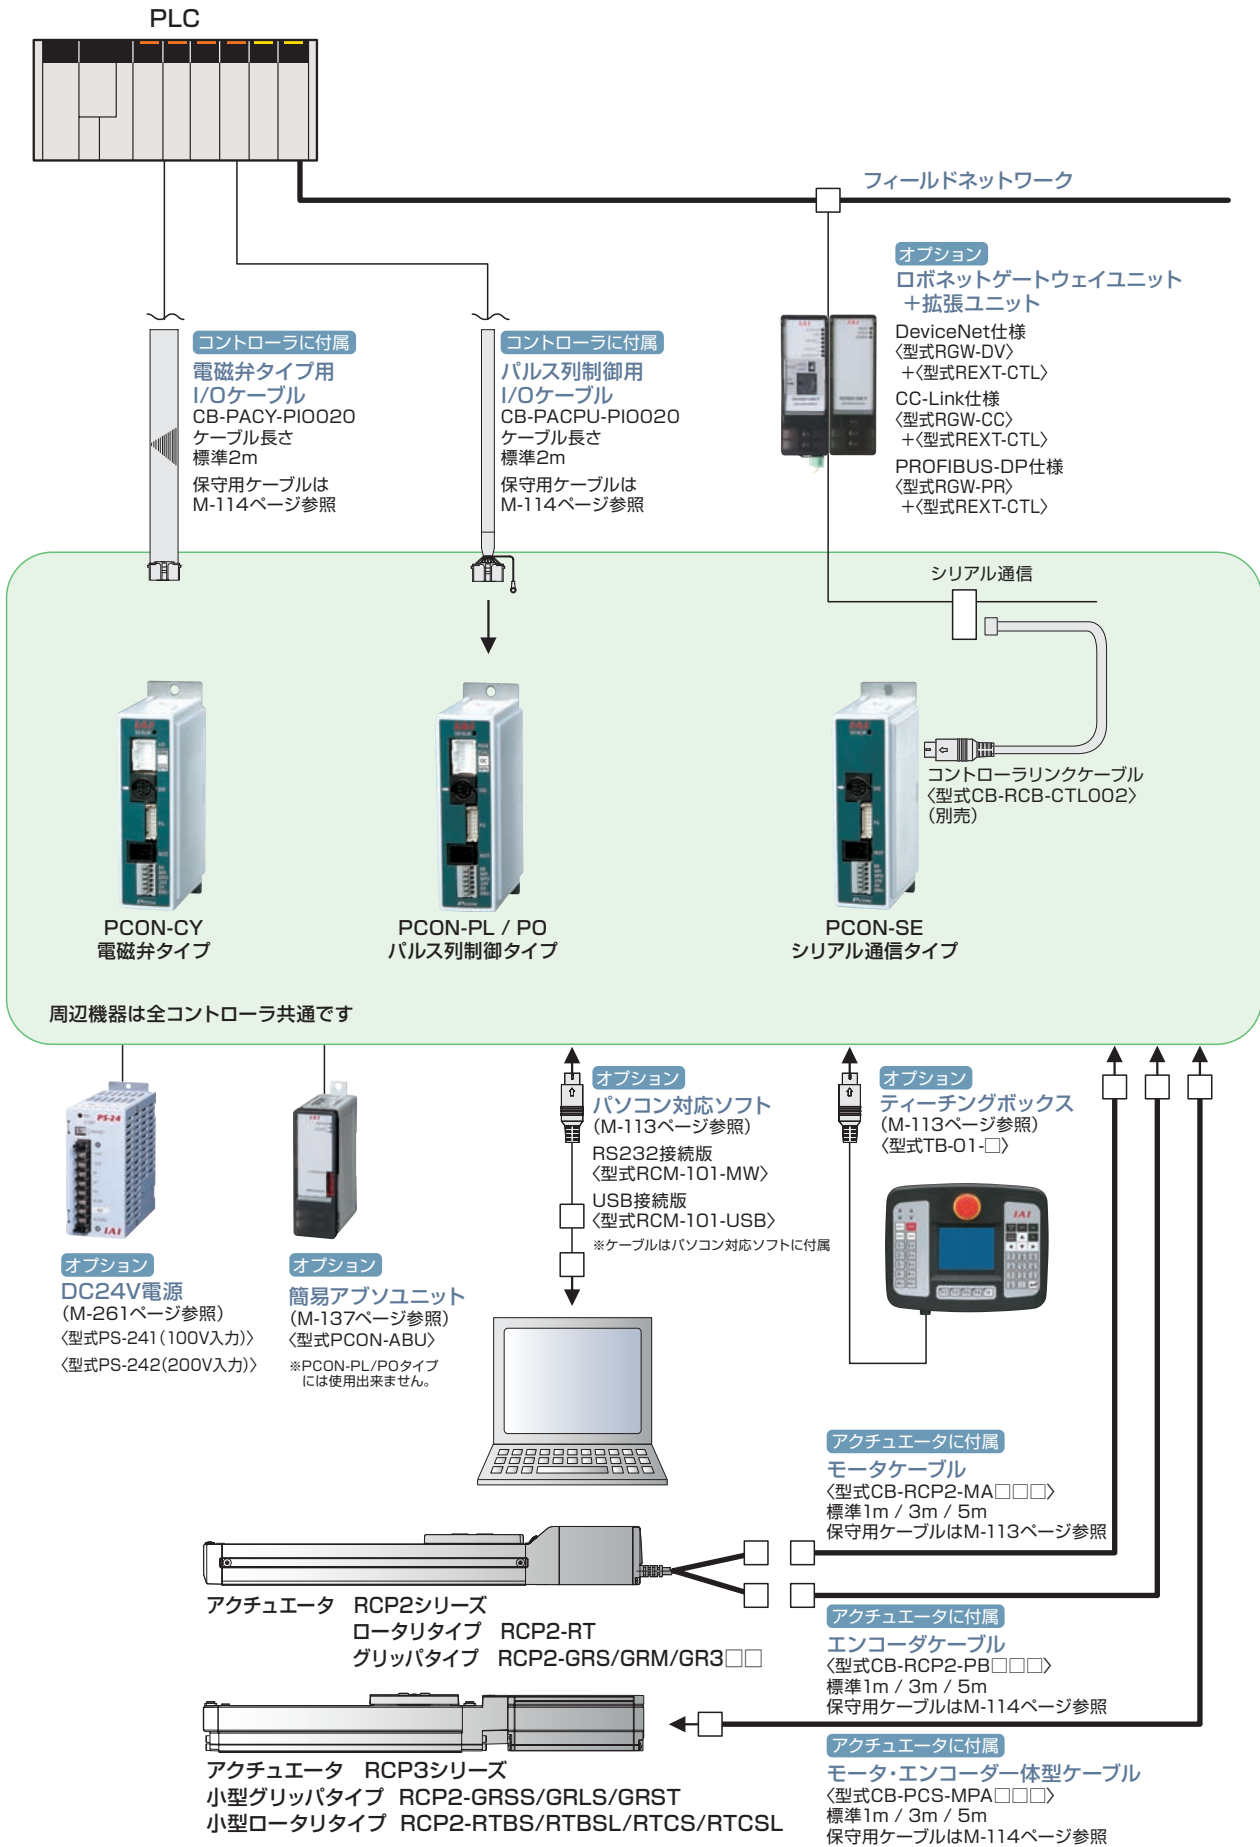 PLC
フィールドネットワーク
オプション
ロボネットゲートウェイユニット
+拡張ユニット
DeviceNet仕様
〈型式RGW-DV〉
+〈型式REXT-CTL〉
CC-Link仕様
〈型式RGW-CC〉
+〈型式REXT-CTL〉
PROFIBUS-DP仕様
〈型式RGW-PR〉
+〈型式REXT-CTL〉
コントローラに付属
電磁弁タイプ用
I/Oケーブル
CB-PACY-PIO020
ケーブル長さ
標準2m
保守用ケーブルは
M-114ページ参照
コントローラに付属
パルス列制御用
I/Oケーブル
CB-PACPU-PIO020
ケーブル長さ
標準2m
保守用ケーブルは
M-114ページ参照
シリアル通信
コントローラリンクケーブル
〈型式CB-RCB-CTL002〉
(別売)
PCON-CY
電磁弁タイプ
PCON-PL / PO
パルス列制御タイプ
PCON-SE
シリアル通信タイプ
周辺機器は全コントローラ共通です
PS-24
IAI
オプション
DC24V電源
(M-261ページ参照)
〈型式PS-241(100V入力)〉
〈型式PS-242(200V入力)〉
オプション
簡易アブソユニット
(M-137ページ参照)
〈型式PCON-ABU〉
※PCON-PL/POタイプ
には使用出来ません。
オプション
パソコン対応ソフト
(M-113ページ参照)
RS232接続版
〈型式RCM-101-MW〉
USB接続版
〈型式RCM-101-USB〉
※ケーブルはパソコン対応ソフトに付属
オプション
ティーチングボックス
(M-113ページ参照)
〈型式TB-01-□〉
IAI
アクチュエータに付属
モータケーブル
〈型式CB-RCP2-MA□□□〉
標準1m / 3m / 5m
保守用ケーブルはM-113ページ参照
アクチュエータ RCP2シリーズ
ロータリタイプ RCP2-RT
グリッパタイプ RCP2-GRS/GRM/GR3□□
アクチュエータに付属
エンコーダケーブル
〈型式CB-RCP2-PB□□□〉
標準1m / 3m / 5m
保守用ケーブルはM-114ページ参照
アクチュエータ RCP3シリーズ
小型グリッパタイプ RCP2-GRSS/GRLS/GRST
小型ロータリタイプ RCP2-RTBS/RTBSL/RTCS/RTCSL
アクチュエータに付属
モータ・エンコーダ一体型ケーブル
〈型式CB-PCS-MPA□□□〉
標準1m / 3m / 5m
保守用ケーブルはM-114ページ参照